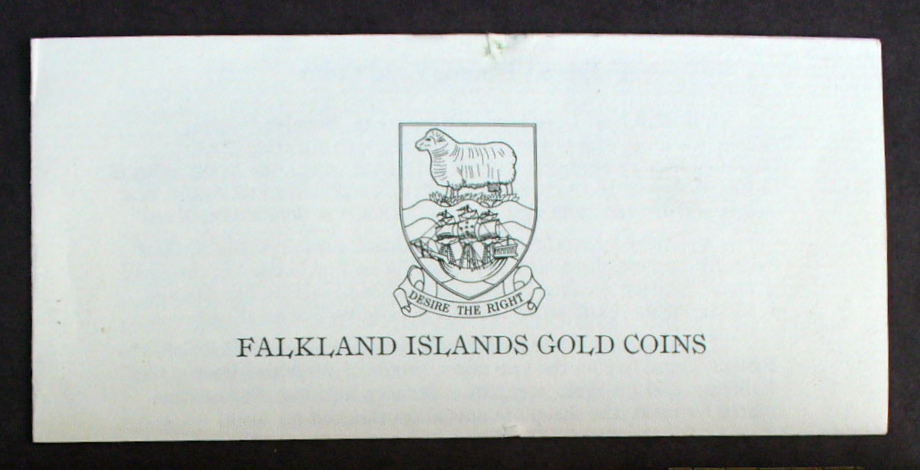 DESIRE THE RIGHT
FALKLAND ISLANDS GOLD COINS